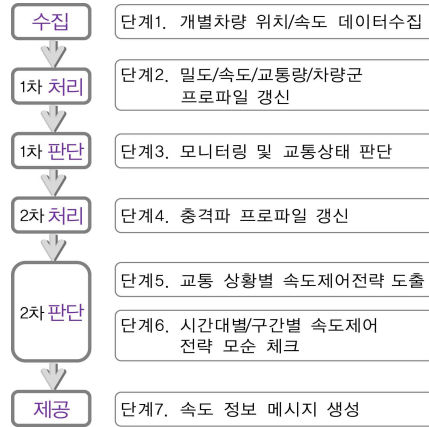 수집
단계1. 개별차량 위치/속도 데이터수집
1차 처리
단계2. 밀도/속도/교통량/차량군
프로파일 갱신
1차 판단
단계3. 모니터링 및 교통상태 판단
2차 처리
단계4. 충격파 프로파일 갱신
2차 판단
단계5. 교통 상황별 속도제어전략 도출
단계6. 시간대별/구간별 속도제어
전략 모순 체크
제공
단계7. 속도 정보 메시지 생성